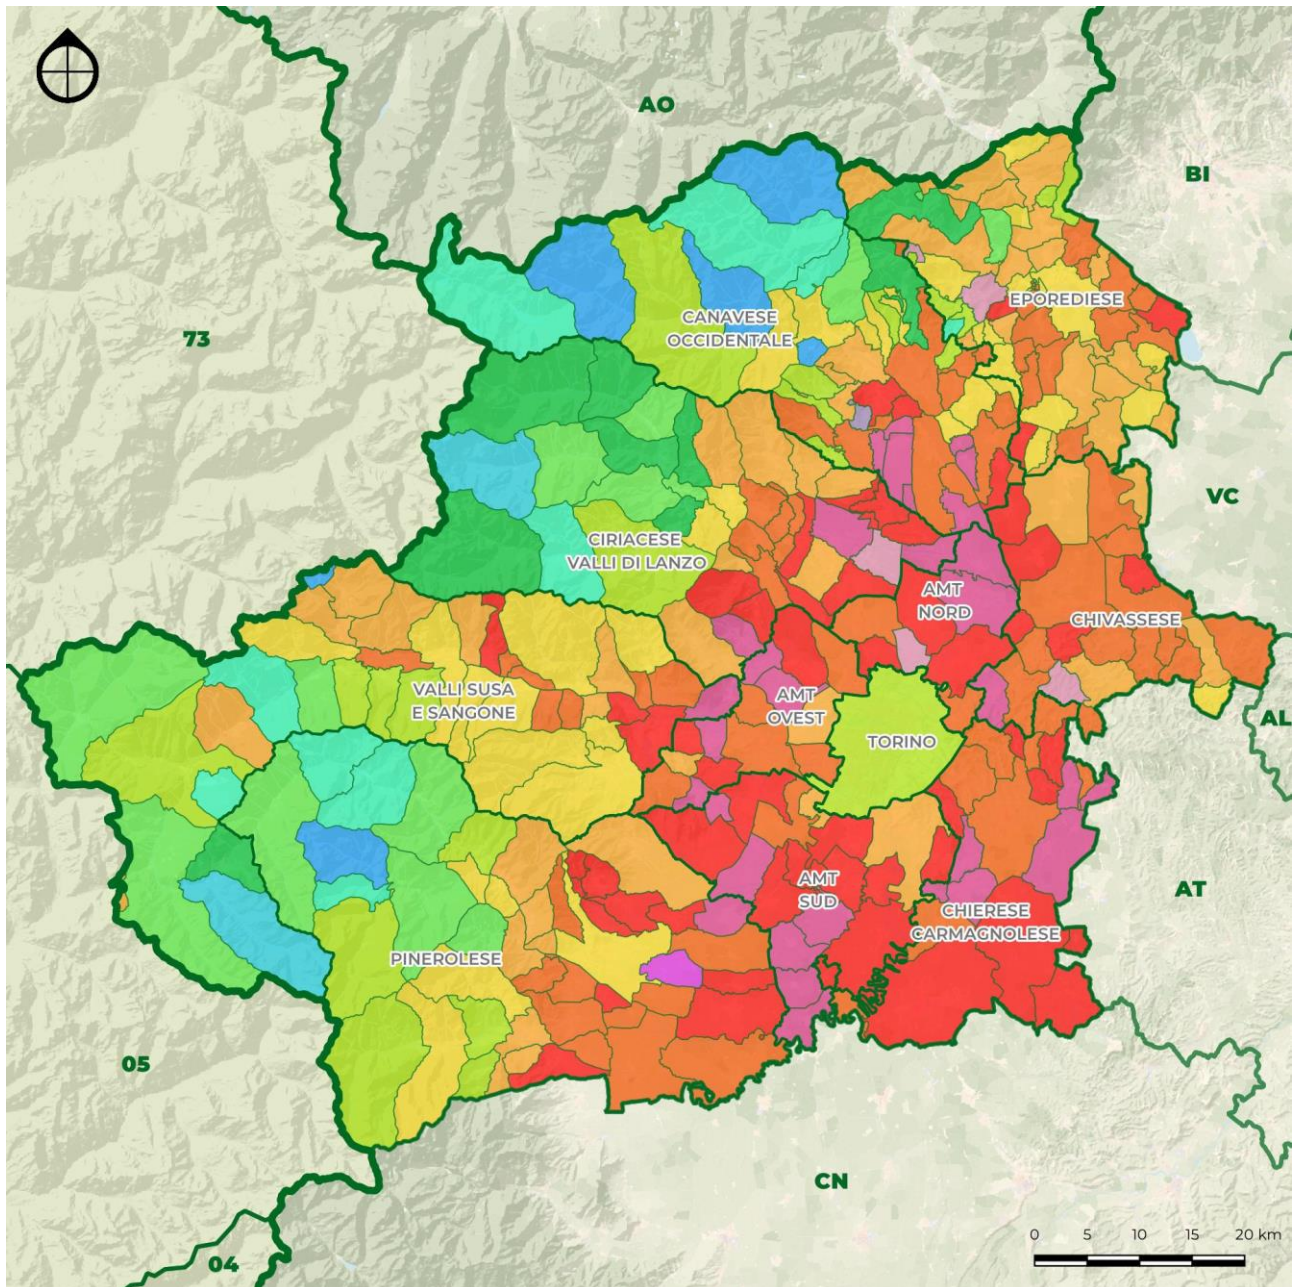 AO
BI
EPOREDIESE
CANAVESE
OCCIDENTALE
73
VC
CIRIACESE
VALLI DI LANZO
AMT
NORD
CHIVASSESE
VALLI SUSA
E SANGONE
AMT
OVEST
AL
TORINO
AMT
SUD
AT
CHIERESE
CARMAGNOLESE
PINEROLESE
05
CN
0 5 10 15 20 km
04